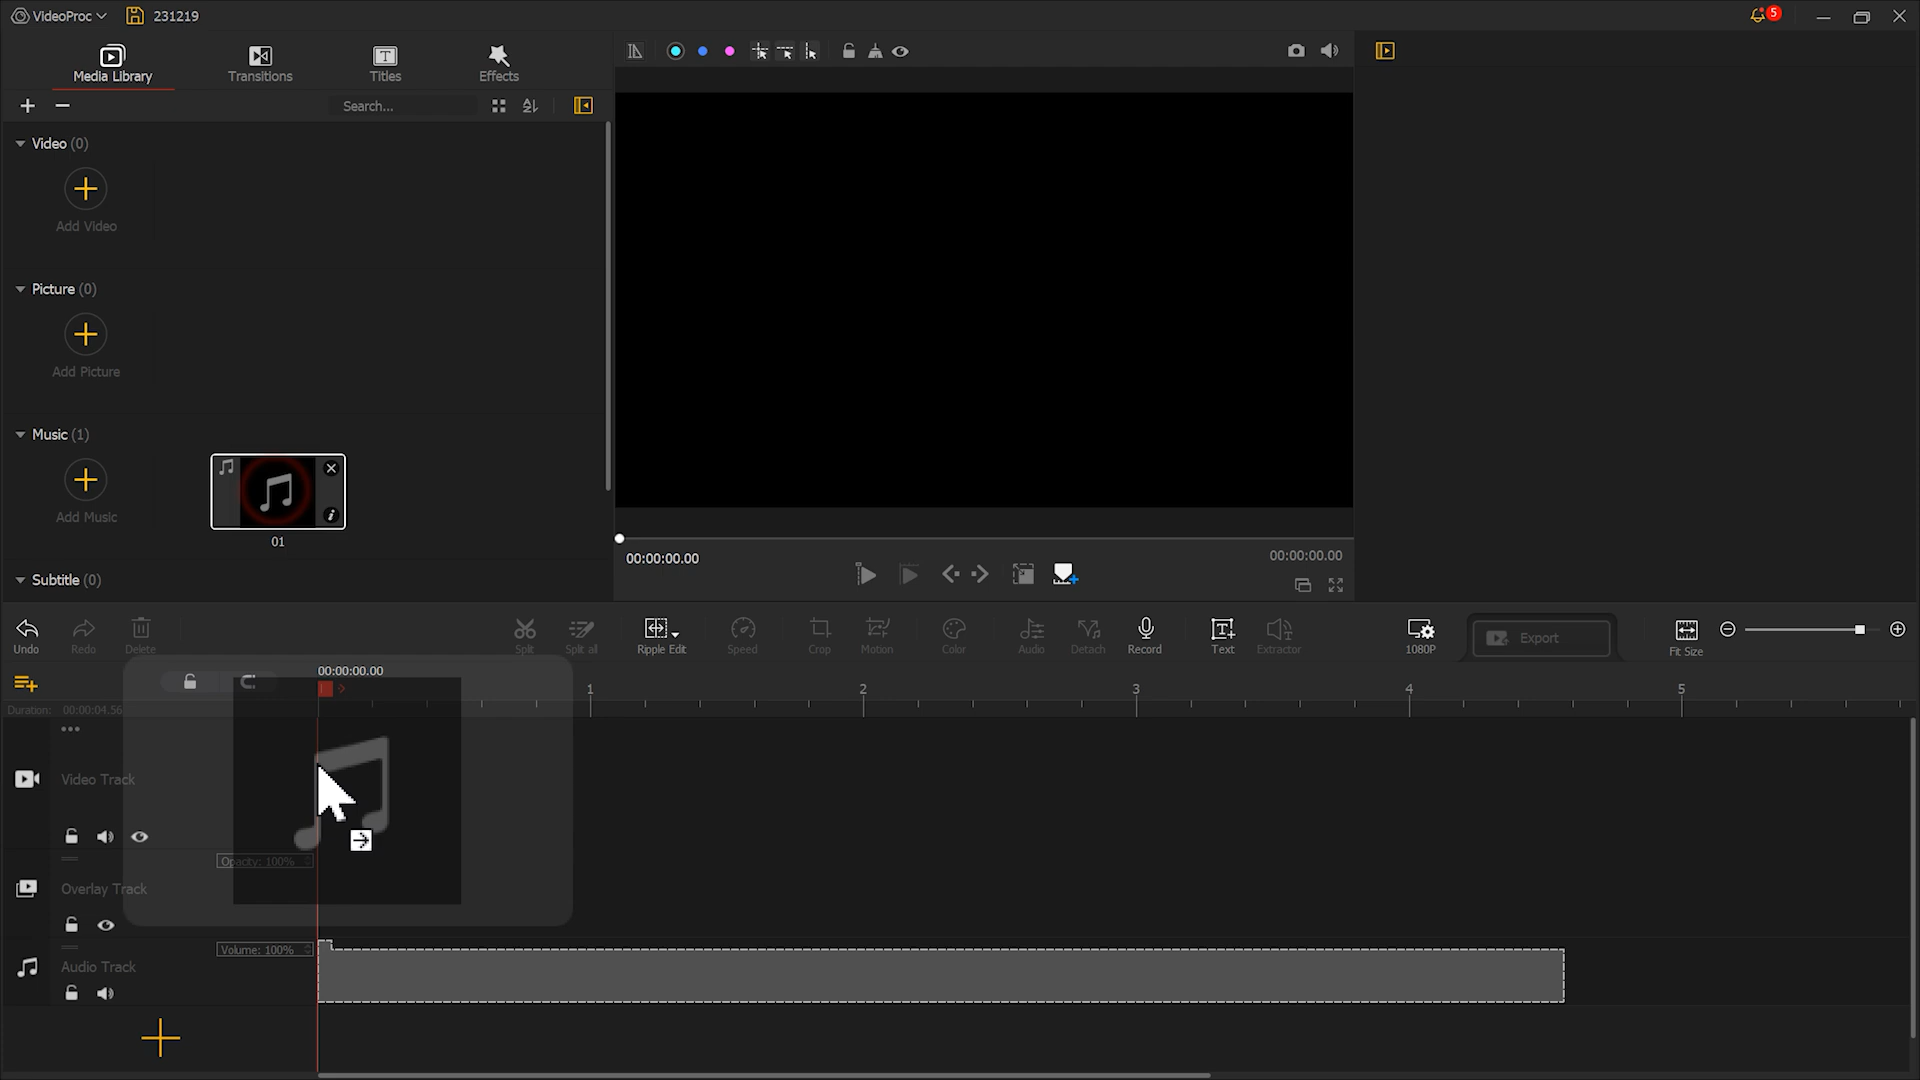 VideoProc
231219
5
Media Library
Transitions
Titles
Effects
Search...
Video (0)
Add Video
Picture (0)
Add Picture
Music (1)
Add Music
01
Subtitle (0)
00:00:00.00
00:00:00.00
Undo
Redo
Delete
Split
Split all
Ripple Edit
Speed
Crop
Motion
Color
Audio
Detach
Record
Text
Extractor
1080P
Export
Fit Size
00:00:00.00
1
2
3
4
5
Duration: 00:00:04.56
Video Track
Opacity: 100%
Overlay Track
Volume: 100%
Audio Track